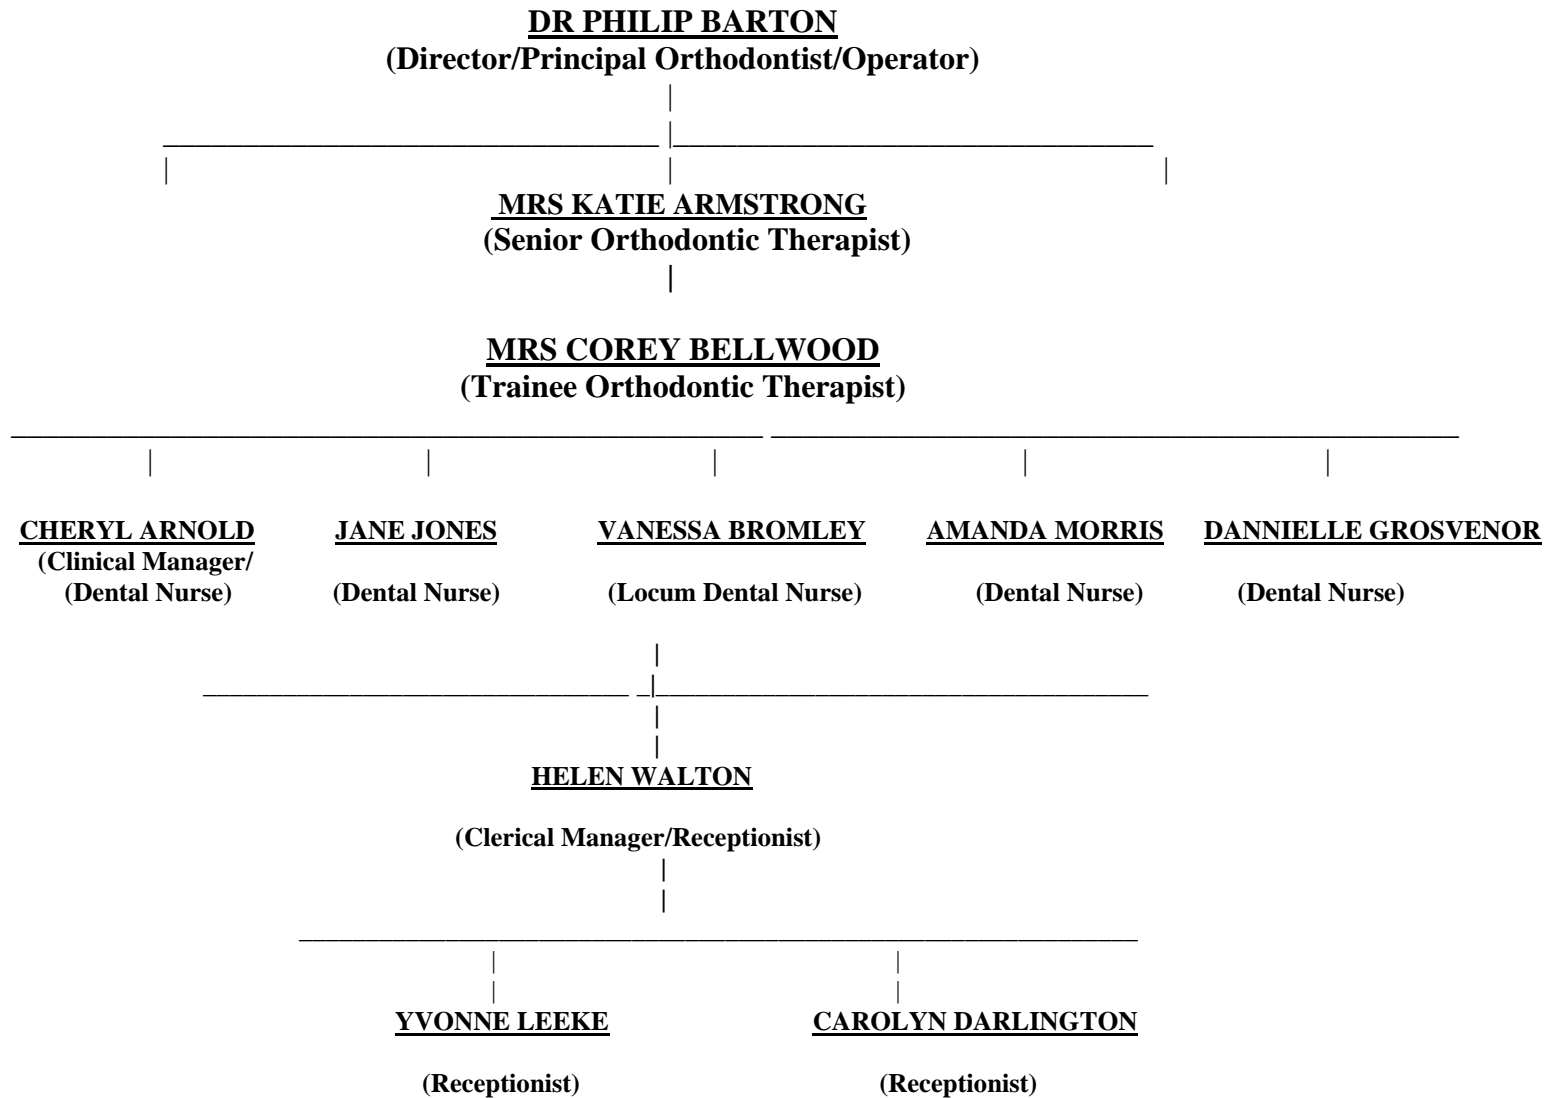 DR PHILIP BARTON
(Director/Principal Orthodontist/Operator)
MRS KATIE ARMSTRONG
(Senior Orthodontic Therapist)
MRS COREY BELLWOOD
(Trainee Orthodontic Therapist)
CHERYL ARNOLD JANE JONES VANESSA BROMLEY AMANDA MORRIS DANNIELLE GROSVENOR
(Clinical Manager/
(Dental Nurse) (Dental Nurse) (Locum Dental Nurse) (Dental Nurse) (Dental Nurse)
HELEN WALTON
(Clerical Manager/Receptionist)
YVONNE LEEKE CAROLYN DARLINGTON
(Receptionist) (Receptionist)